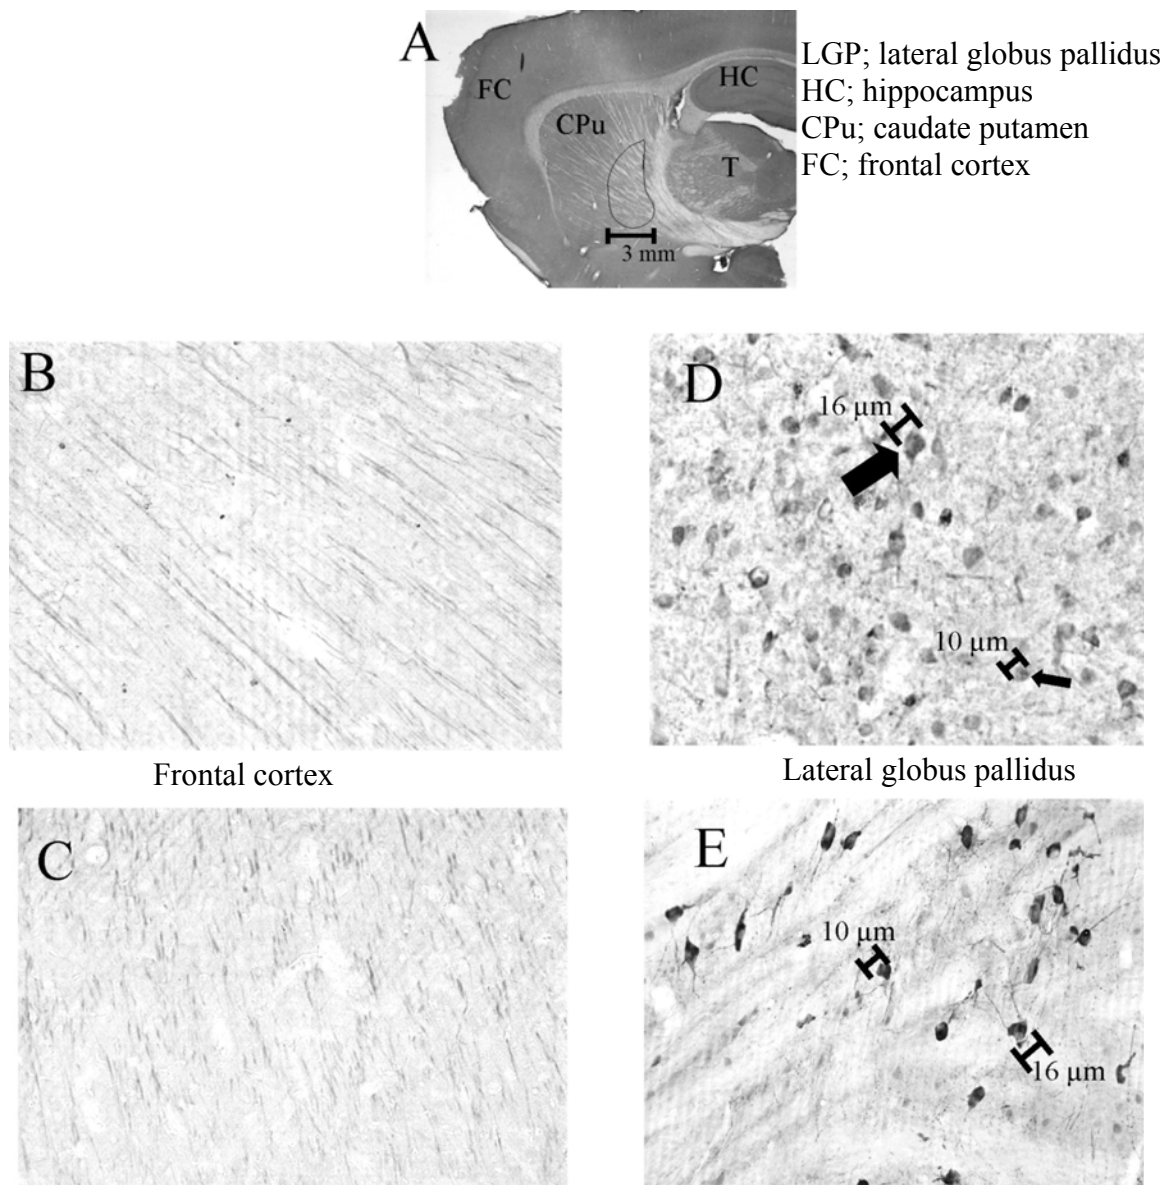 A
FC
HC
CPu
T
3 mm
LGP; lateral globus pallidus
HC; hippocampus
CPu; caudate putamen
FC; frontal cortex
B
D
16 µm
10 µm
Frontal cortex
Lateral globus pallidus
C
E
10 µm
16 µm